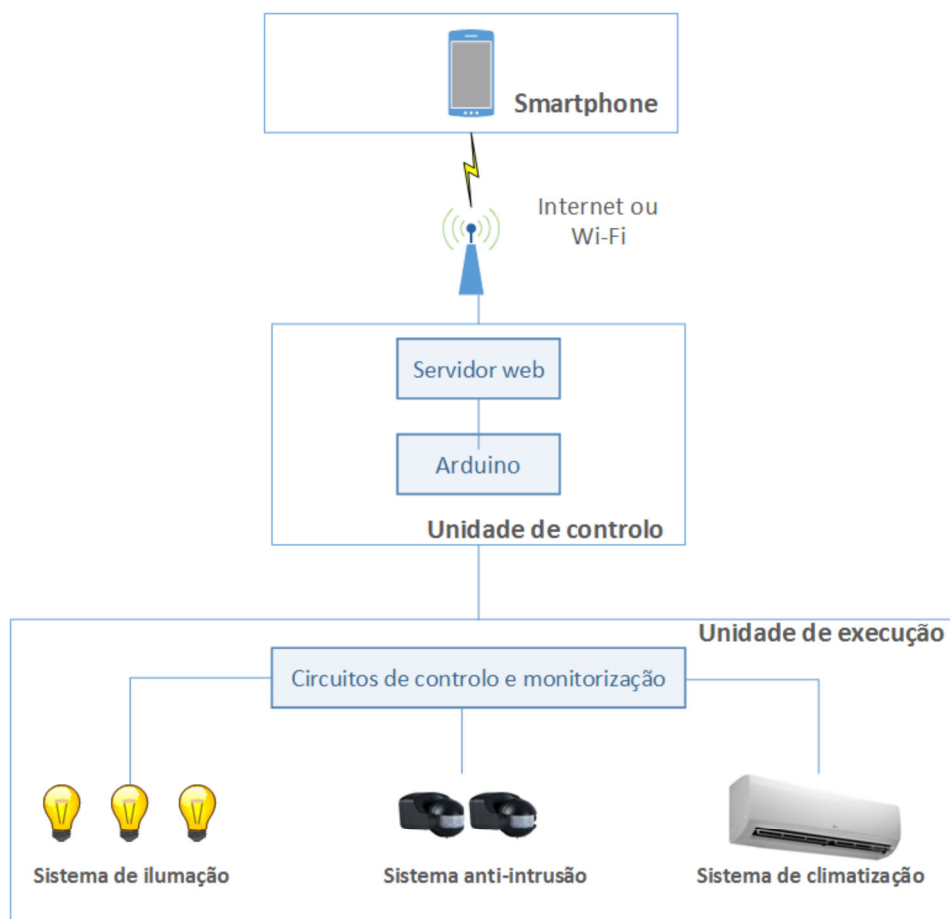 Smartphone
Internet ou
Wi-Fi
Servidor web
Arduino
Unidade de controlo
Unidade de execução
Circuitos de controlo e monitorização
Sistema de ilumação
Sistema anti-intrusão
Sistema de climatização